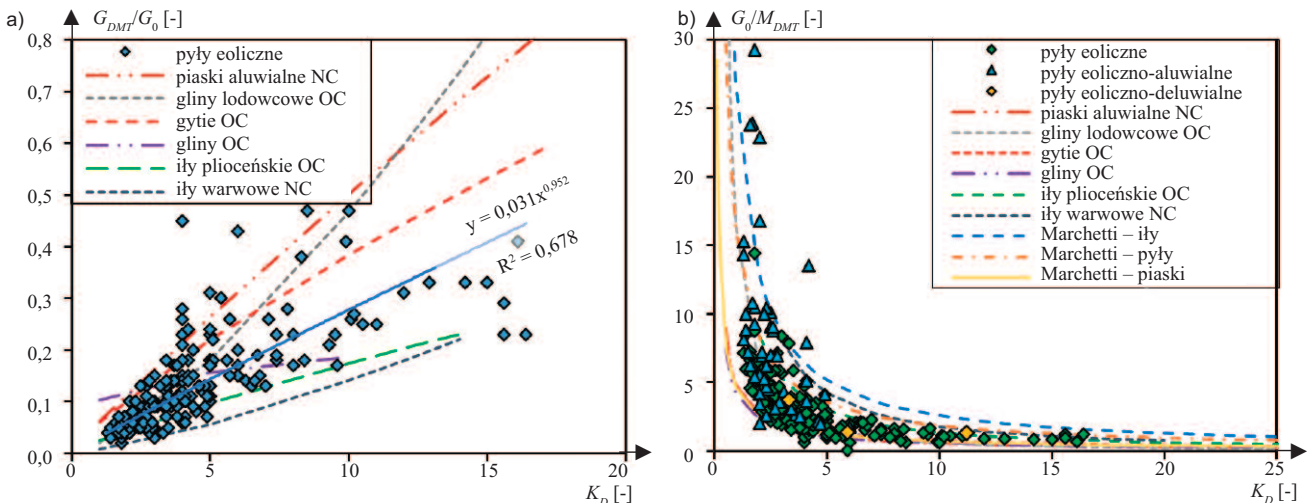 a)
G_DMT/G_0 [-]
0,8
0,7
0,6
0,5
0,4
0,3
0,2
0,1
0,0
0
5
10
15
20
K_D [-]
pyły eoliczne
piaski aluwialne NC
gliny lodowcowe OC
gytie OC
gliny OC
iły plioceńskie OC
iły warwowe NC
y = 0,031x^0,952
R² = 0,678
b)
G_0/M_DMT [-]
30
25
20
15
10
5
0
0
5
10
15
20
25
K_D [-]
pyły eoliczne
pyły eoliczno-aluwialne
pyły eoliczno-deluwialne
piaski aluwialne NC
gliny lodowcowe OC
gytie OC
gliny OC
iły plioceńskie OC
iły warwowe NC
Marchetti – iły
Marchetti – pyły
Marchetti – piaski